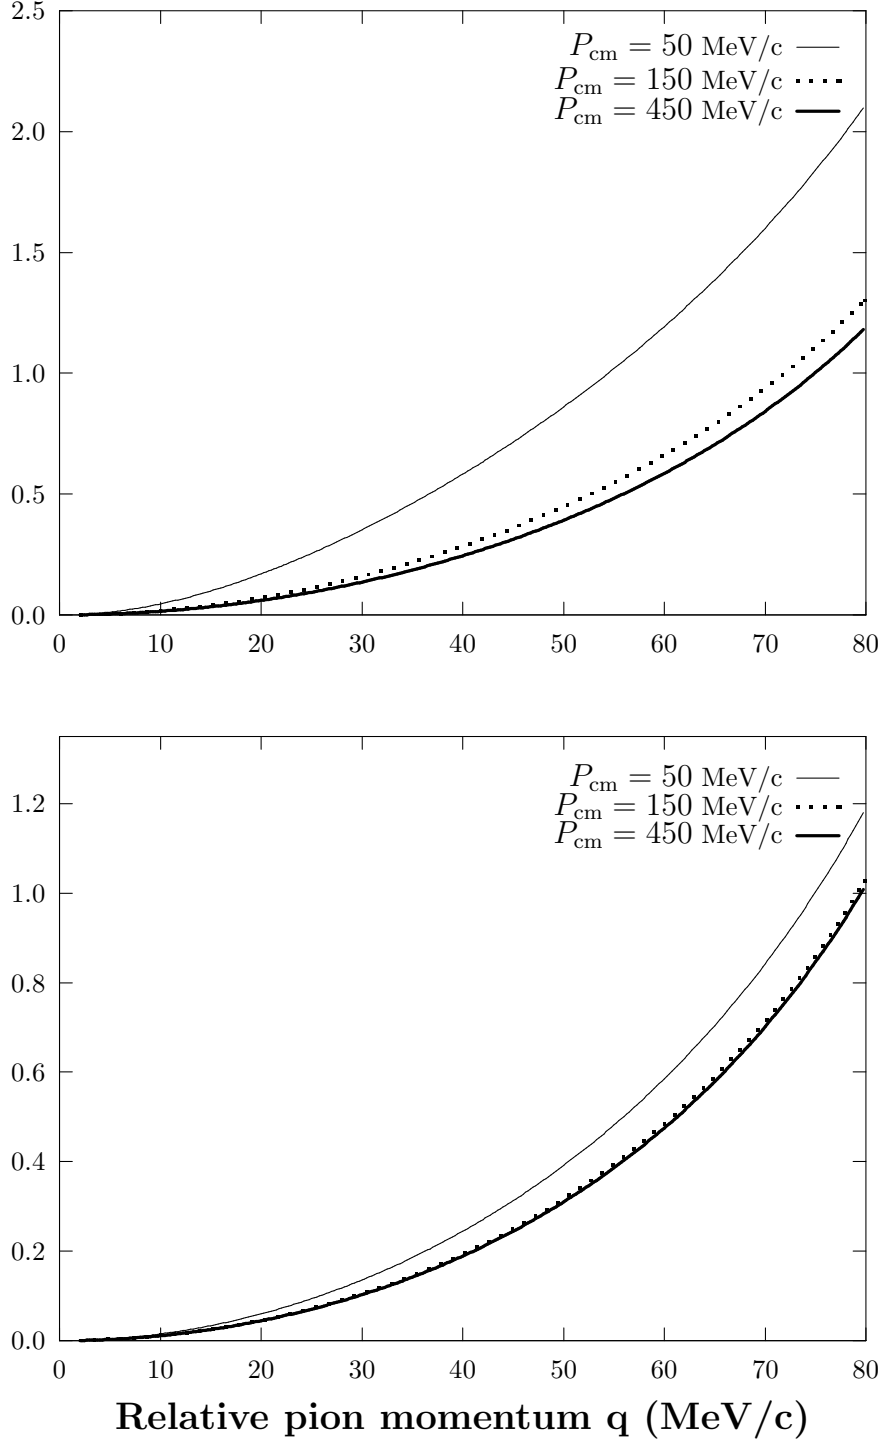 2.5
P_cm = 50 MeV/c
P_cm = 150 MeV/c
P_cm = 450 MeV/c
2.0
1.5
1.0
0.5
0.0
0 10 20 30 40 50 60 70 80
P_cm = 50 MeV/c
P_cm = 150 MeV/c
P_cm = 450 MeV/c
1.2
1.0
0.8
0.6
0.4
0.2
0.0
0 10 20 30 40 50 60 70 80
Relative pion momentum q (MeV/c)